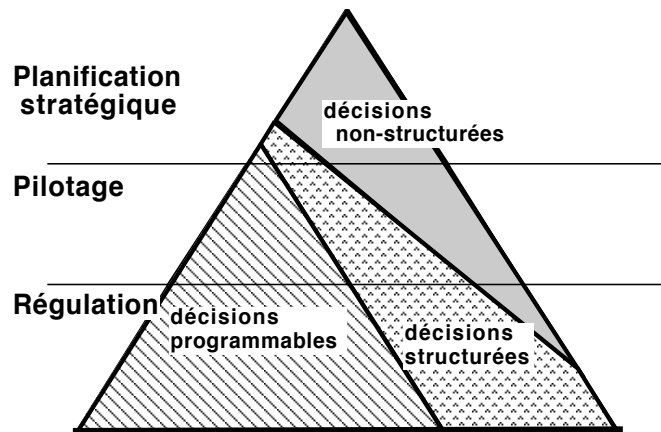 Planification
stratégique
décisions
non-structurées
Pilotage
Régulation
décisions
programmables
décisions
structurées